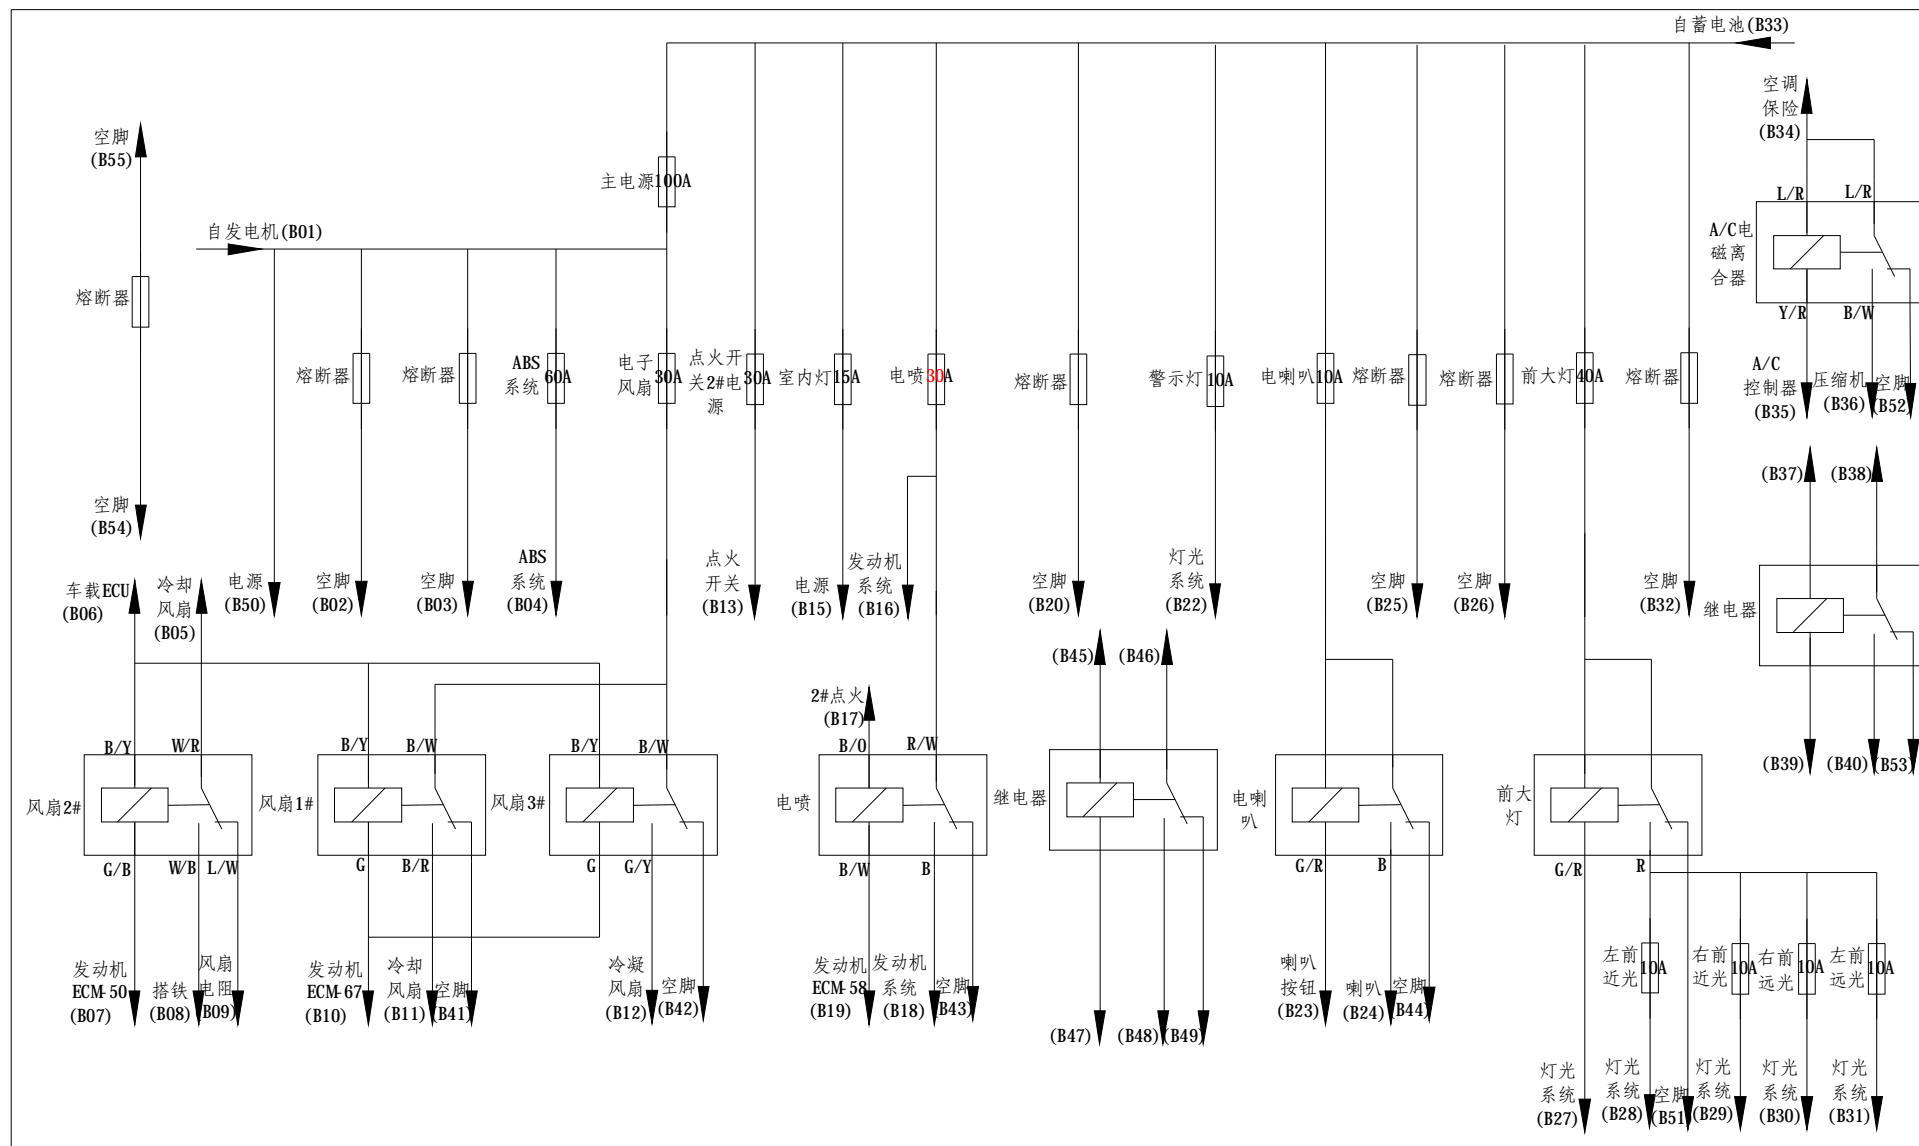 自蓄电池(B33)
空调
保险
(B34)
空脚
(B55)
主电源100A
L/R
L/R
自发电机(B01)
A/C电
磁离
合器
熔断器
Y/R
B/W
熔断器
熔断器
ABS
系统
60A
电子
风扇
30A
点火开
关2#电
源
30A
室内灯15A
电喷30A
熔断器
警示灯10A
电喇叭10A
熔断器
熔断器
前大灯40A
熔断器
A/C
控制器
(B35)
压缩机
(B36)
空脚
(B52)
(B37)
(B38)
空脚
(B54)
车载ECU
(B06)
冷却
风扇
(B05)
电源
(B50)
空脚
(B02)
空脚
(B03)
ABS
系统
(B04)
点火
开关
(B13)
电源
(B15)
发动机
系统
(B16)
空脚
(B20)
灯光
系统
(B22)
空脚
(B25)
空脚
(B26)
空脚
(B32)
继电器
(B45)
(B46)
2#点火
(B17)
B/Y
W/R
B/Y
B/W
B/Y
B/W
B/O
R/W
(B39)
(B40)
(B53)
风扇2#
风扇1#
风扇3#
电喷
继电器
电喇
叭
前大
灯
G/B
W/B
L/W
G
B/R
G
G/Y
B/W
B
G/R
B
G/R
R
发动机
ECM-50
(B07)
搭铁
(B08)
风扇
电阻
(B09)
发动机
ECM-67
(B10)
冷却
风扇
(B11)
空脚
(B41)
冷凝
风扇
(B12)
空脚
(B42)
发动机
ECM-58
(B19)
发动机
系统
(B18)
空脚
(B43)
(B47)
(B48)
(B49)
喇叭
按钮
(B23)
喇叭
(B24)
空脚
(B44)
左前
近光
10A
右前
近光
10A
右前
远光
10A
左前
远光
10A
灯光
系统
(B27)
灯光
系统
(B28)
空脚
(B51)
灯光
系统
(B29)
灯光
系统
(B30)
灯光
系统
(B31)